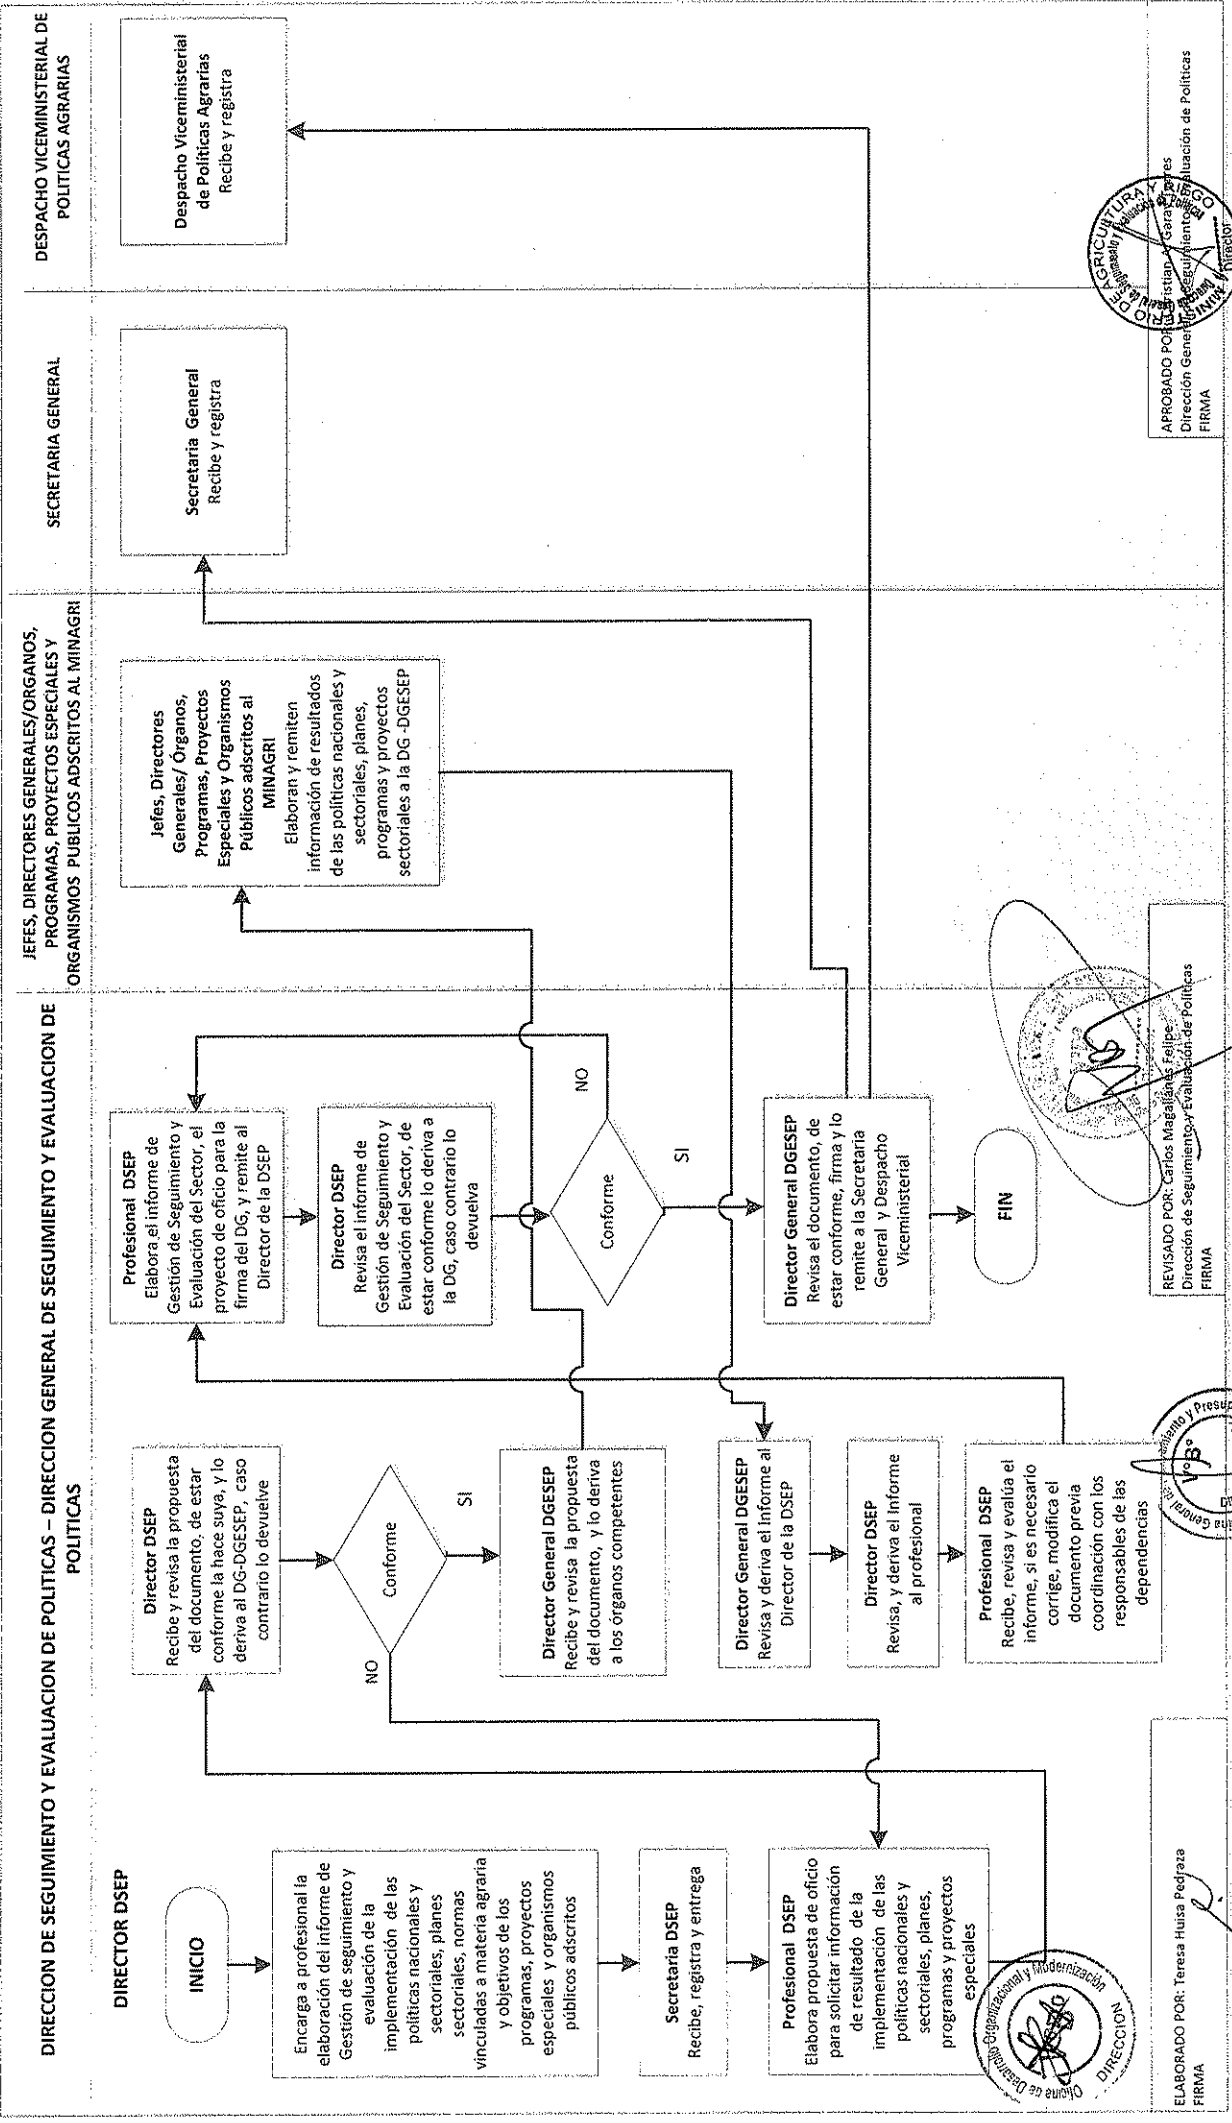 DIRECCION DE SEGUIMIENTO Y EVALUACION DE POLITICAS – DIRECCION GENERAL DE SEGUIMIENTO Y EVALUACION DE
POLITICAS
JEFES, DIRECTORES GENERALES/ORGANOS,
PROGRAMAS, PROYECTOS ESPECIALES Y
ORGANISMOS PUBLICOS ADSCRITOS AL MINAGRI
SECRETARIA GENERAL
DESPACHO VICEMINISTERIAL DE
POLITICAS AGRARIAS
DIRECTOR DSEP
INICIO
Encarga a profesional la
elaboración del informe de
Gestión de seguimiento y
evaluación de la
implementación de las
políticas nacionales y
sectoriales, planes
sectoriales, normas
vinculadas a materia agraria
y objetivos de los
programas, proyectos
especiales y organismos
públicos adscritos
Secretaria DSEP
Recibe, registra y entrega
Profesional DSEP
Elabora propuesta de oficio
para solicitar información
de resultado de la
implementación de las
políticas nacionales y
sectoriales, planes,
programas y proyectos
especiales
Director DSEP
Recibe y revisa la propuesta
del documento, de estar
conforme la hace suya, y lo
deriva al DG-DGESEP, caso
contrario lo devuelve
Conforme
NO
SI
Director General DGESEP
Recibe y revisa la propuesta
del documento, y lo deriva
a los órganos competentes
Director General DGESEP
Revisa y deriva el Informe al
Director de la DSEP
Director DSEP
Revisa, y deriva el Informe
al profesional
Profesional DSEP
Recibe, revisa y evalúa el
informe, si es necesario
corrige, modifica el
documento previa
coordinación con los
responsables de las
dependencias
Profesional DSEP
Elabora el informe de
Gestión de Seguimiento y
Evaluación del Sector, el
proyecto de oficio para la
firma del DG, y remite al
Director de la DSEP
Director DSEP
Revisa el informe de
Gestión de Seguimiento y
Evaluación del Sector, de
estar conforme lo deriva a
la DG, caso contrario lo
devuelva
Conforme
NO
SI
Director General DGESEP
Revisa el documento, de
estar conforme, firma y lo
remite a la Secretaria
General y Despacho
Viceministerial
FIN
Jefes, Directores
Generales/ Órganos,
Programas, Proyectos
Especiales y Organismos
Públicos adscritos al
MINAGRI
Elaboran y remiten
información de resultados
de las políticas nacionales y
sectoriales, planes,
programas y proyectos
sectoriales a la DG -DGESEP
Secretaria General
Recibe y registra
Despacho Viceministerial
de Políticas Agrarias
Recibe y registra
Oficina de Desarrollo Organizacional y Modernización
DIRECCION
VºBº
ELABORADO POR: Teresa Huisa Pedraza
FIRMA
REVISADO POR: Carlos Magallanes Felipe
Dirección de Seguimiento y Evaluación de Políticas
FIRMA
APROBADO POR: Christian A. Garay
Dirección General de Seguimiento y Evaluación de Políticas
FIRMA
Director